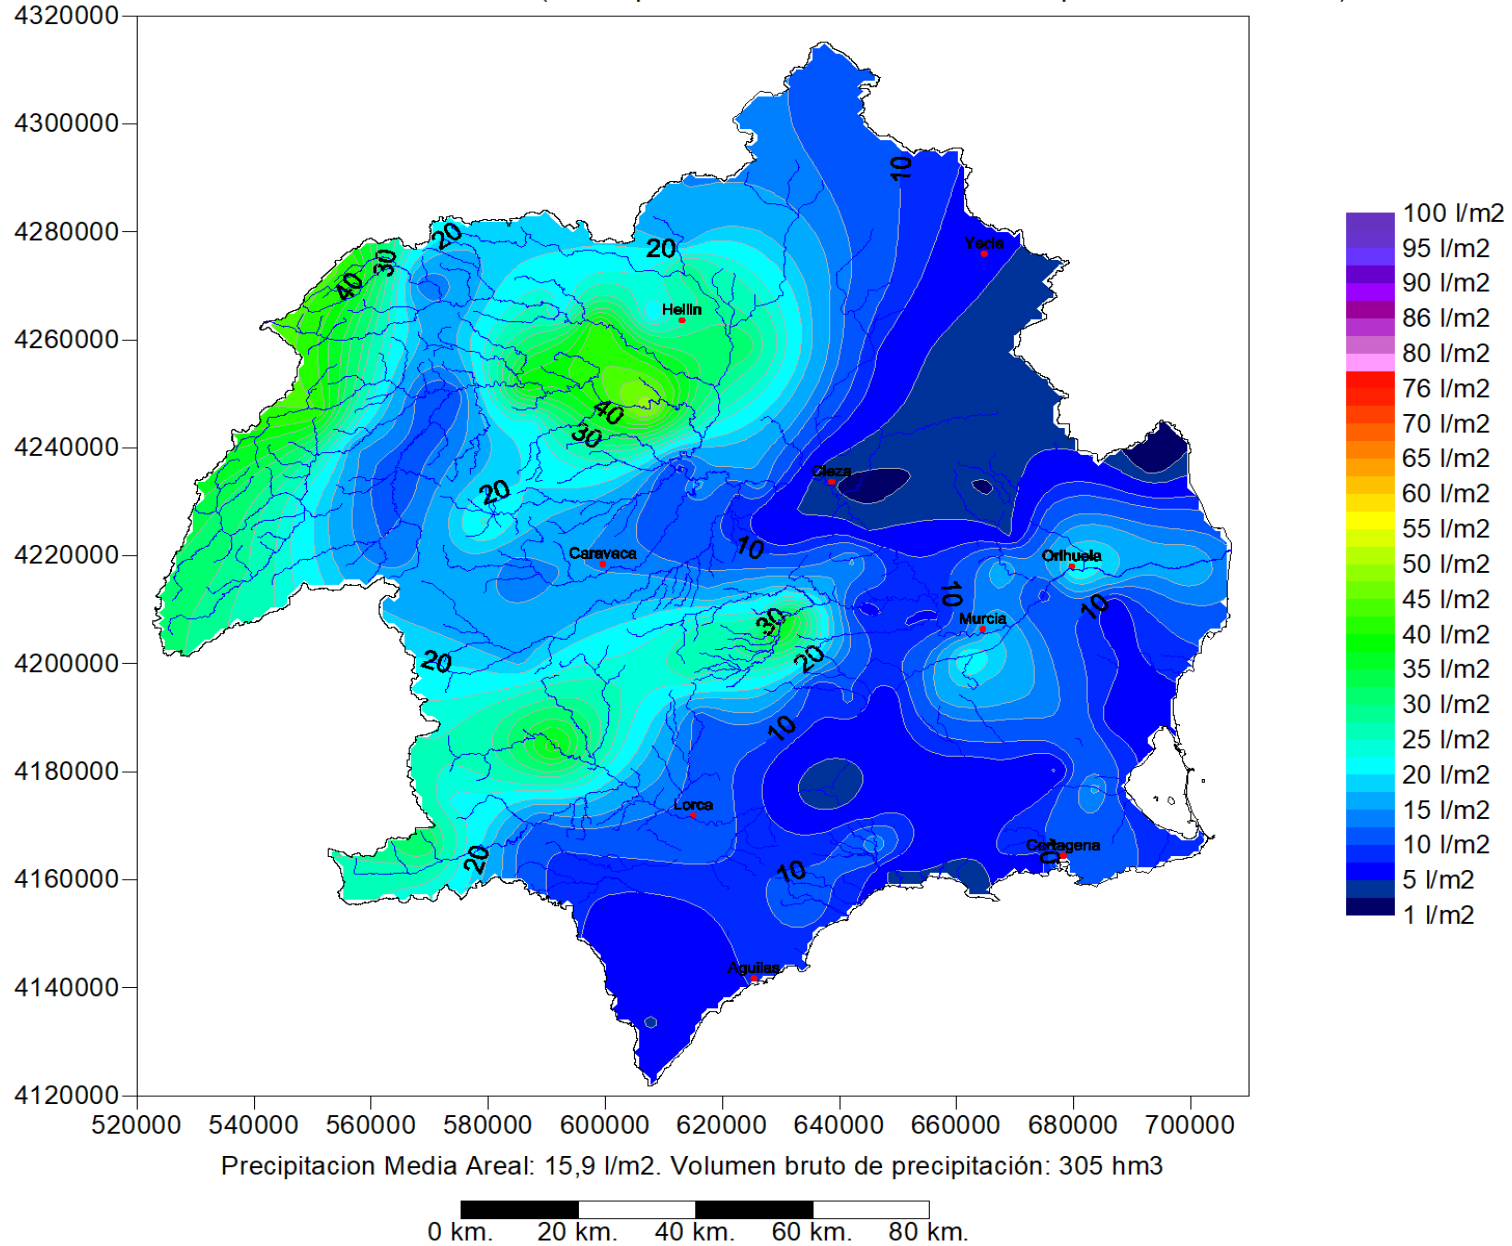 4320000
4300000
4280000
4260000
4240000
4220000
4200000
4180000
4160000
4140000
4120000
520000 540000 560000 580000 600000 620000 640000 660000 680000 700000
10
20
30
40
20
Yecla
Hellin
40
30
20
Cieza
Caravaca
10
Orihuela
10
10
Murcia
30
20
20
10
Lorca
20
10
Cartagena
Aguilas
100 l/m2
95 l/m2
90 l/m2
86 l/m2
80 l/m2
76 l/m2
70 l/m2
65 l/m2
60 l/m2
55 l/m2
50 l/m2
45 l/m2
40 l/m2
35 l/m2
30 l/m2
25 l/m2
20 l/m2
15 l/m2
10 l/m2
5 l/m2
1 l/m2
Precipitacion Media Areal: 15,9 l/m2. Volumen bruto de precipitación: 305 hm3
0 km. 20 km. 40 km. 60 km. 80 km.